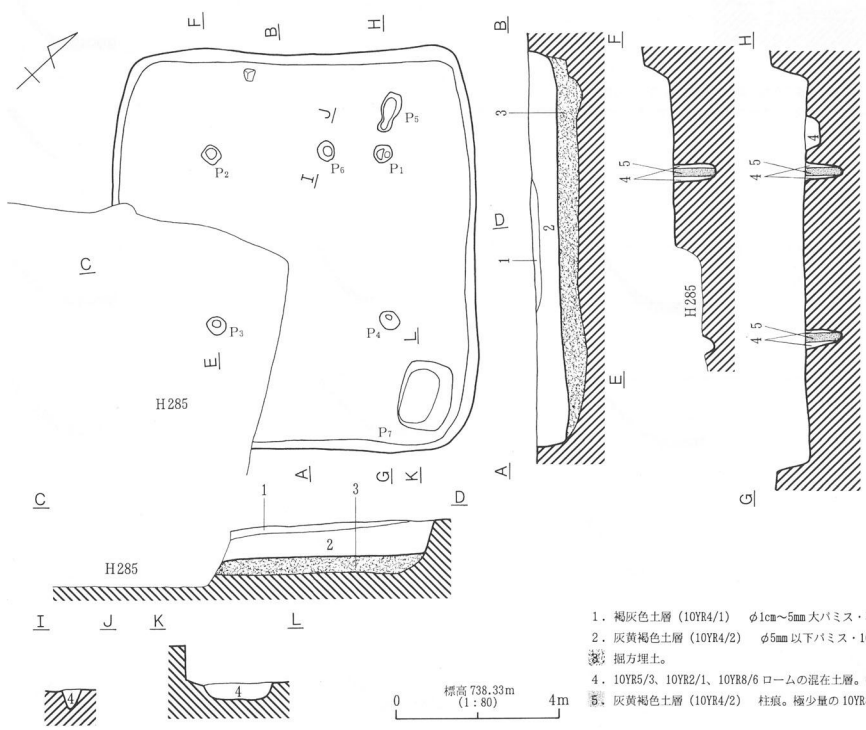 F
B
H
J
P5
P2
P6
P1
I
D
C
P3
P4
L
E
H285
P7
A
G
K
B
3
2
1
A
F
4 5
H285
E
H
4
4 5
4 5
G
C
1
3
D
2
H285
I
J
K
L
4
4
標高 738.33m
(1:80)
0
4m
1. 褐灰色土層 (10YR4/1) φ1cm~5mm 大パミス・
2. 灰黄褐色土層 (10YR4/2) φ5mm 以下パミス・1
3. 掘方埋土。
4. 10YR5/3、10YR2/1、10YR8/6 ロームの混在土層。
5. 灰黄褐色土層 (10YR4/2) 柱痕。極少量の 10YR